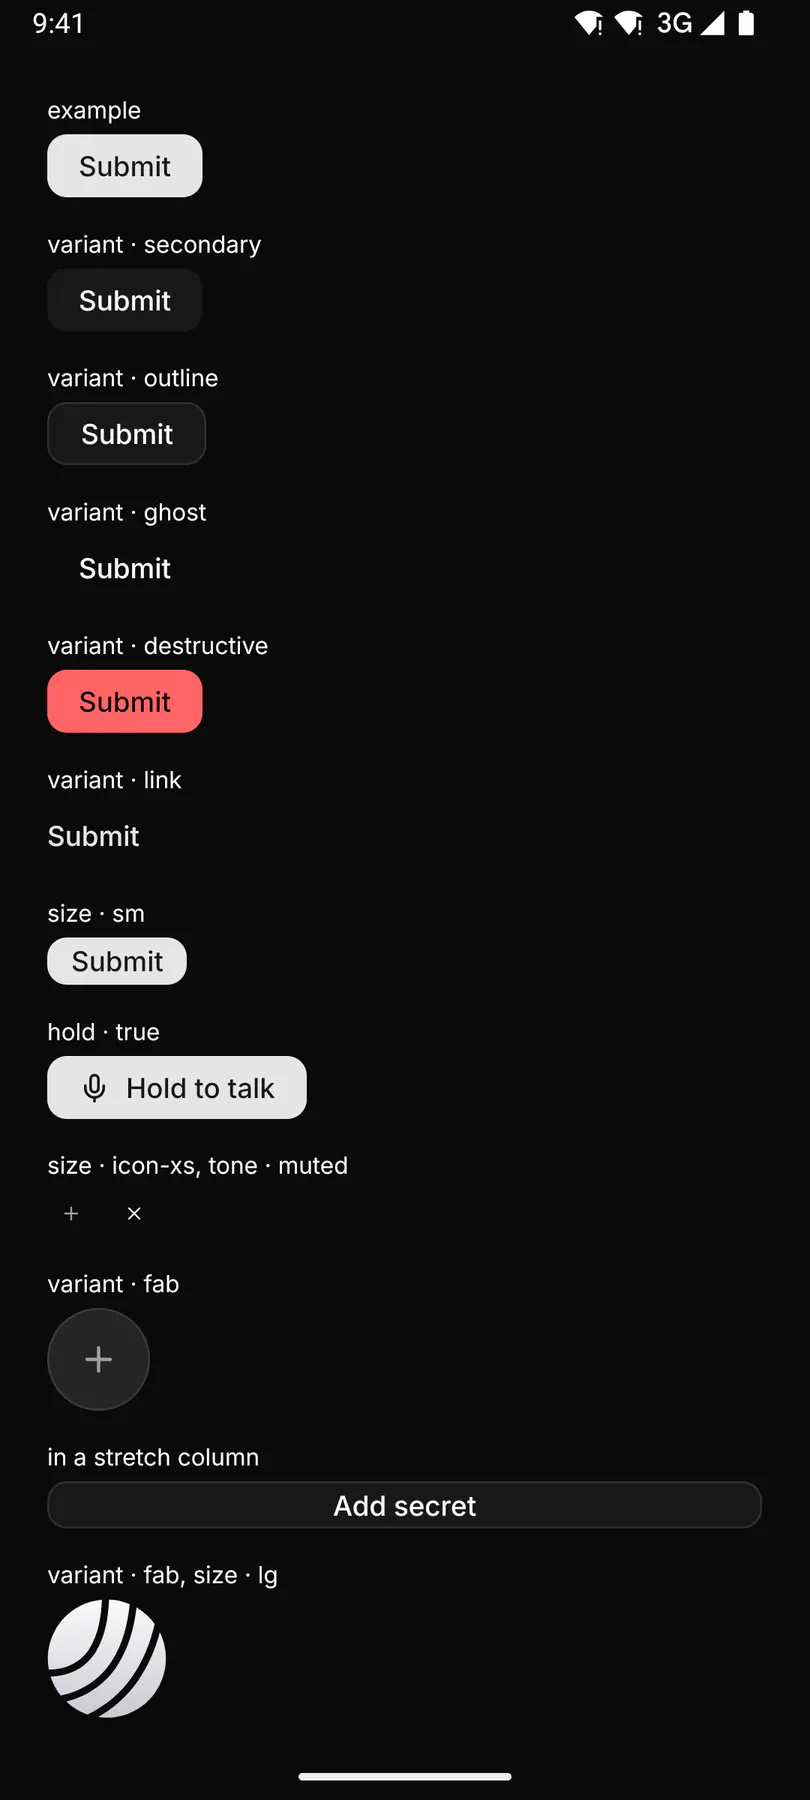 9:41
3G
example
Submit
variant · secondary
Submit
variant · outline
Submit
variant · ghost
Submit
variant · destructive
Submit
variant · link
Submit
size · sm
Submit
hold · true
Hold to talk
size · icon-xs, tone · muted
variant · fab
in a stretch column
Add secret
variant · fab, size · lg